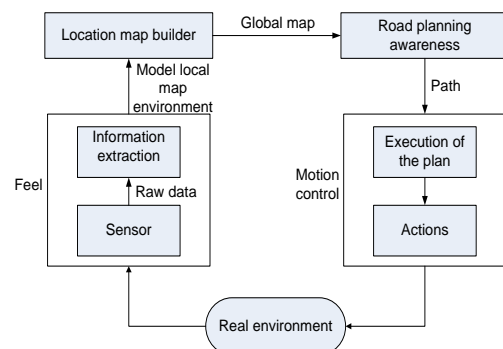 Location map builder
Global map
Road planning
awareness
Model local
map
environment
Path
Information
extraction
Execution of
the plan
Feel
Raw data
Motion
control
Sensor
Actions
Real environment